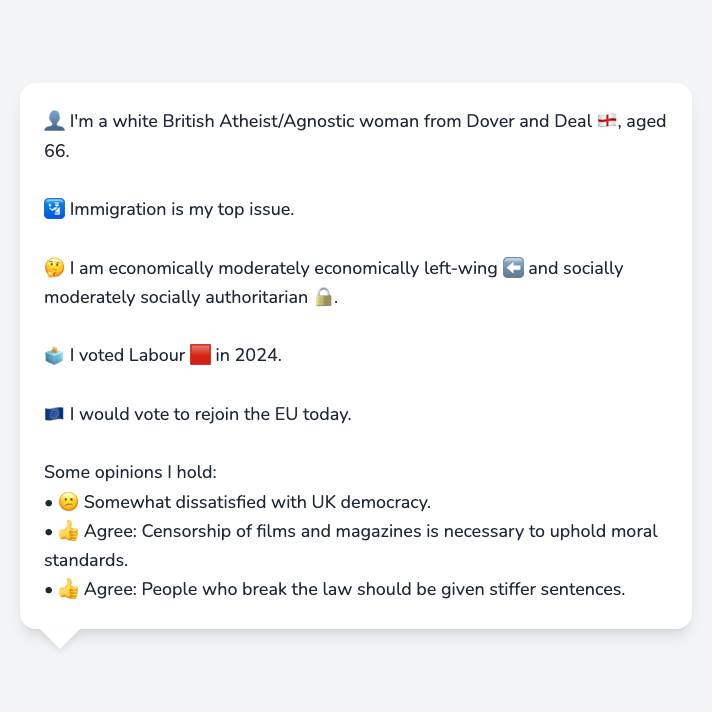 👤 I'm a white British Atheist/Agnostic woman from Dover and Deal 🏴󠁧󠁢󠁥󠁮󠁧󠁿, aged
66.
🛂 Immigration is my top issue.
🤔 I am economically moderately economically left-wing ⬅️ and socially
moderately socially authoritarian 🔒.
🗳️ I voted Labour 🟥 in 2024.
🇪🇺 I would vote to rejoin the EU today.
Some opinions I hold:
• 🙁 Somewhat dissatisfied with UK democracy.
• 👍 Agree: Censorship of films and magazines is necessary to uphold moral
standards.
• 👍 Agree: People who break the law should be given stiffer sentences.